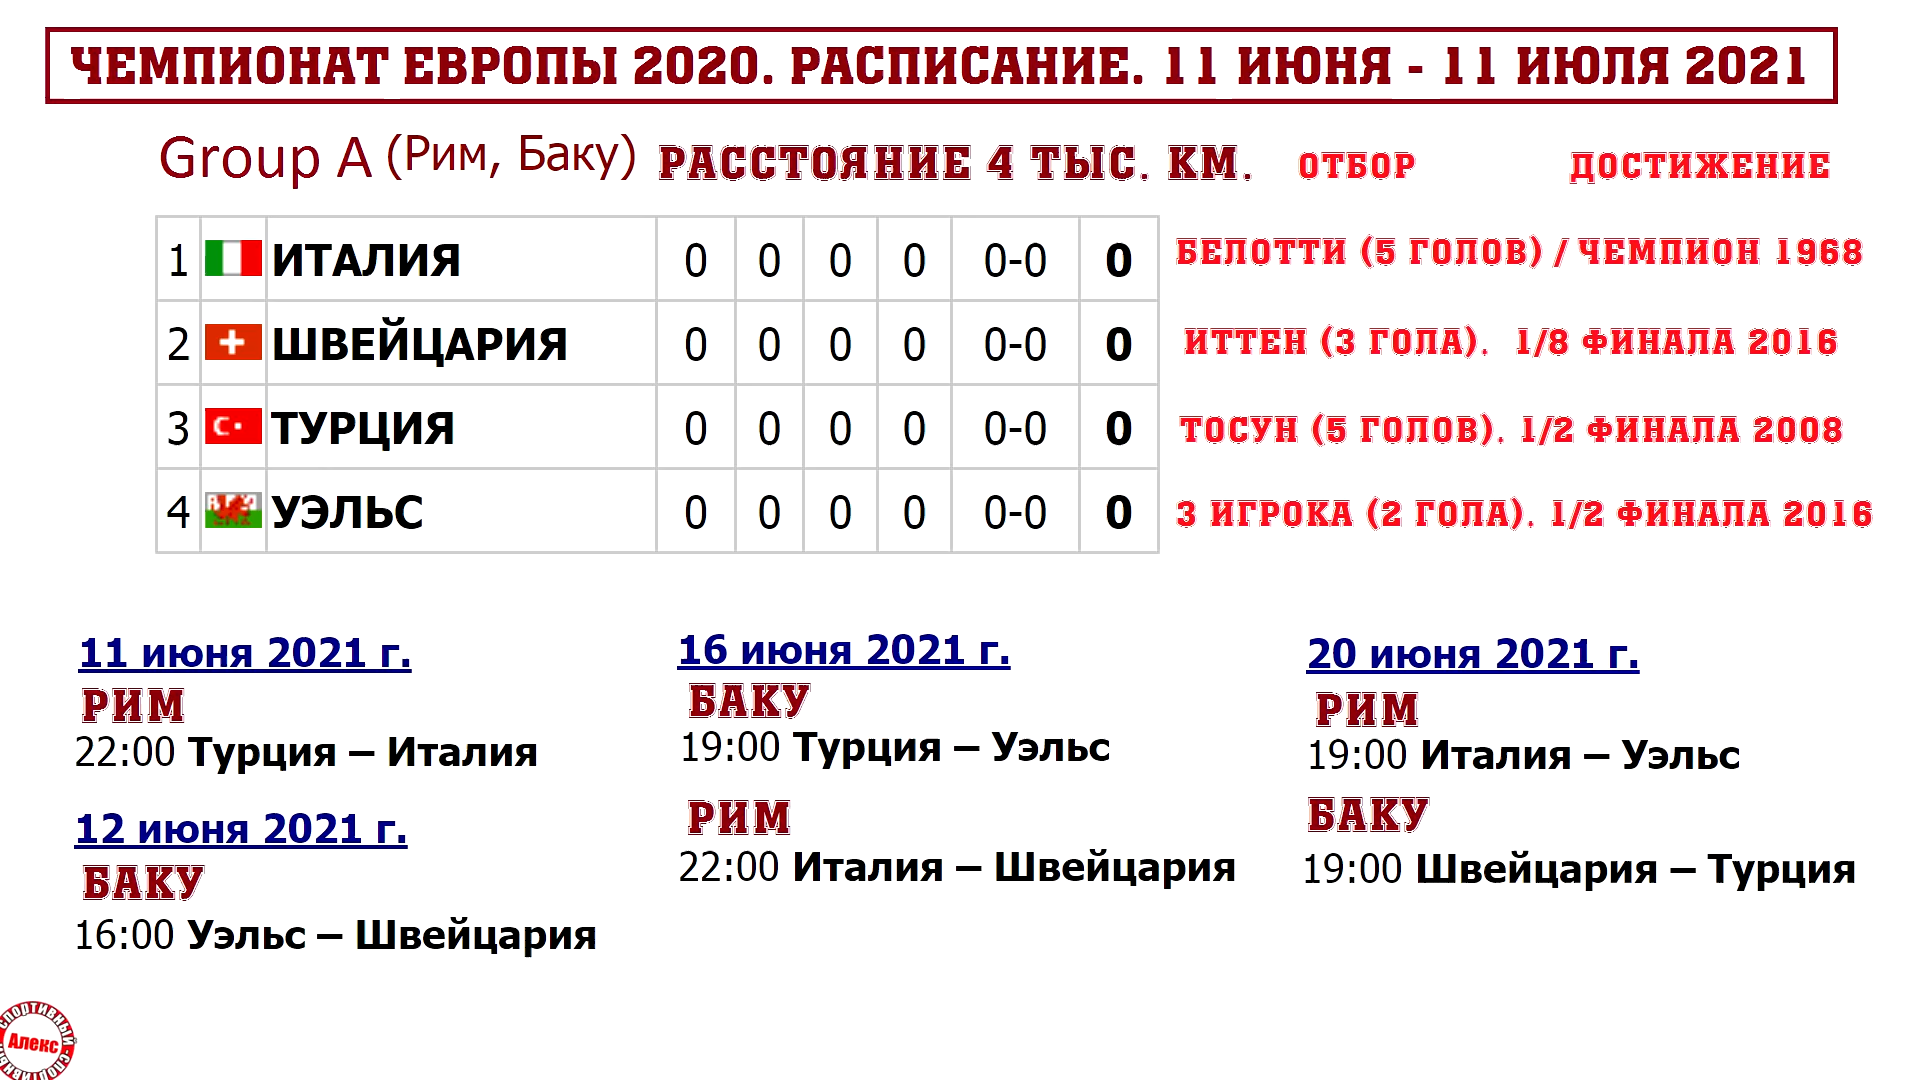 ЧЕМПИОНАТ ЕВРОПЫ 2020. РАСПИСАНИЕ. 11 ИЮНЯ - 11 ИЮЛЯ 2021
Group A (Рим, Баку) РАССТОЯНИЕ 4 ТЫС. КМ. ОТБОР ДОСТИЖЕНИЕ
1 ИТАЛИЯ 0 0 0 0 0-0 0 БЕЛОТТИ (5 ГОЛОВ) / ЧЕМПИОН 1968
2 ШВЕЙЦАРИЯ 0 0 0 0 0-0 0 ИТТЕН (3 ГОЛА). 1/8 ФИНАЛА 2016
3 ТУРЦИЯ 0 0 0 0 0-0 0 ТОСУН (5 ГОЛОВ). 1/2 ФИНАЛА 2008
4 УЭЛЬС 0 0 0 0 0-0 0 3 ИГРОКА (2 ГОЛА). 1/2 ФИНАЛА 2016
11 июня 2021 г.
РИМ
22:00 Турция – Италия
12 июня 2021 г.
БАКУ
16:00 Уэльс – Швейцария
16 июня 2021 г.
БАКУ
19:00 Турция – Уэльс
РИМ
22:00 Италия – Швейцария
20 июня 2021 г.
РИМ
19:00 Италия – Уэльс
БАКУ
19:00 Швейцария – Турция
СПОРТИВНЫЙ
Алекс